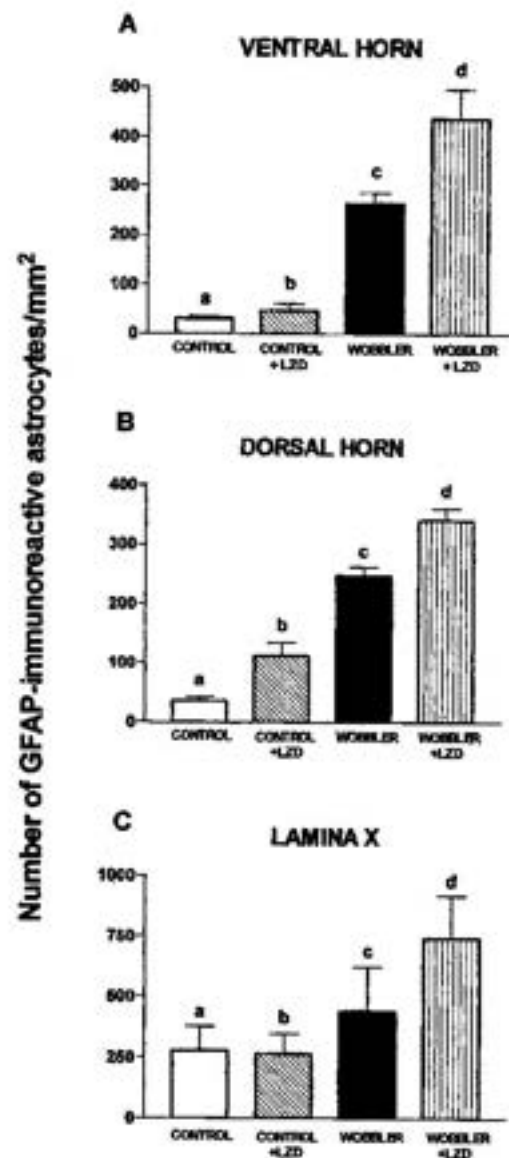 Number of GFAP-immunoreactive astrocytes/mm²
A
VENTRAL HORN
500
400
300
200
100
0
a
b
c
d
CONTROL
CONTROL
+LZD
WOBBLER
WOBBLER
+LZD
B
DORSAL HORN
400
300
200
100
0
a
b
c
d
CONTROL
CONTROL
+LZD
WOBBLER
WOBBLER
+LZD
C
LAMINA X
1000
750
500
250
0
a
b
c
d
CONTROL
CONTROL
+LZD
WOBBLER
WOBBLER
+LZD